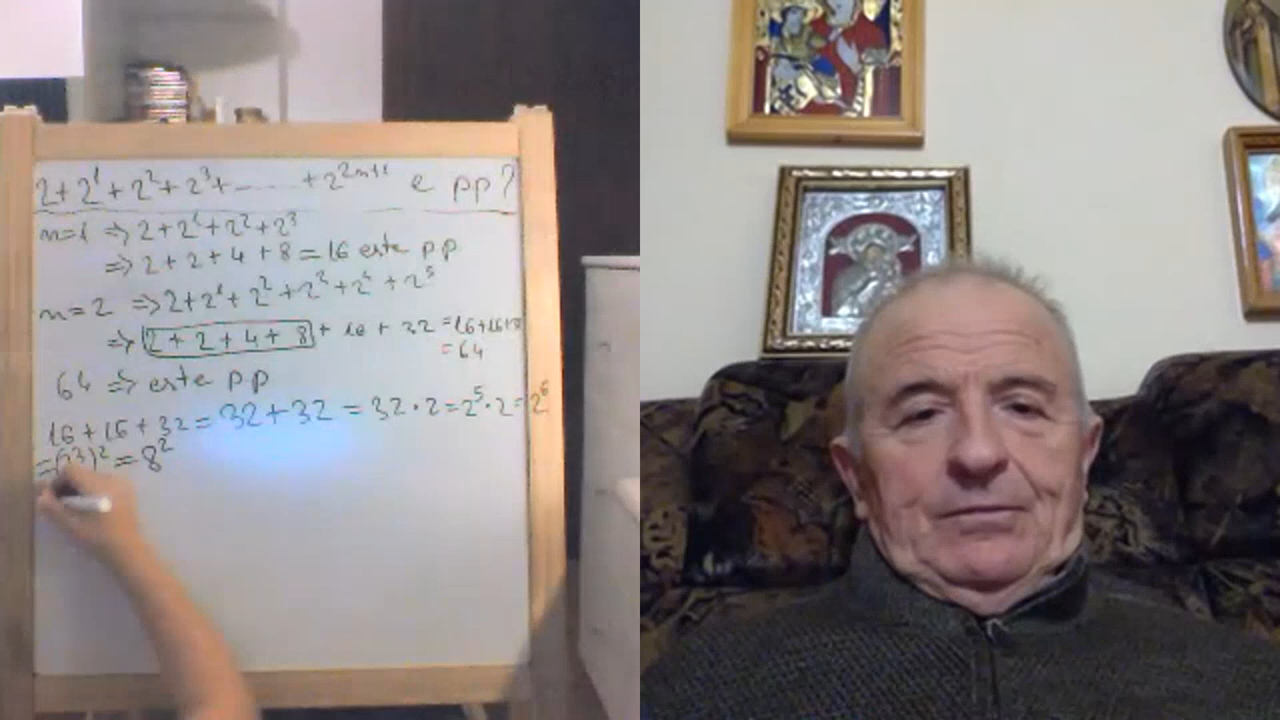 2+2¹+2²+2³+......+2²ⁿ⁺¹ e pp?
n=1 ⇒ 2+2¹+2²+2³
⇒ 2+2+4+8=16 este pp
n=2 ⇒ 2+2¹+2²+2³+2⁴+2⁵
⇒ 2+2+4+8+16+32=16+16+32
=64
64 ⇒ este pp
16+16+32=32+32=32·2=2⁵·2=2⁶
=(2³)²=8²